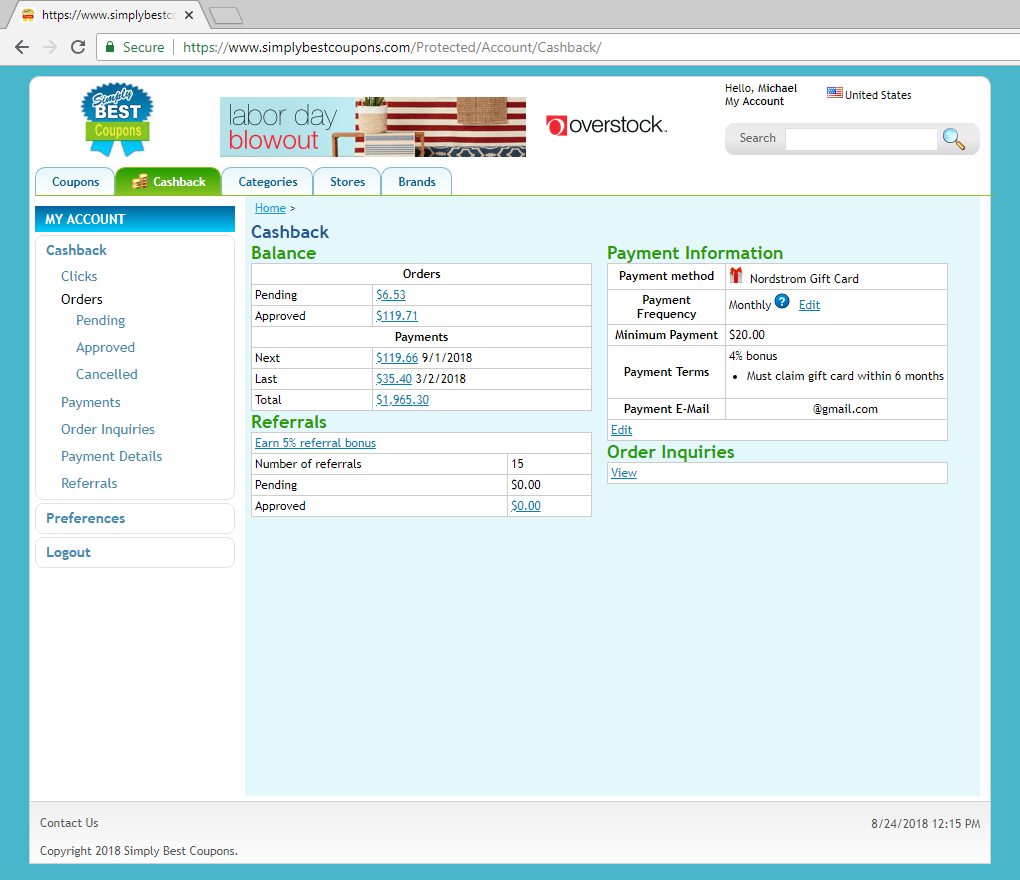 https://www.simplybestc
Secure https://www.simplybestcoupons.com/Protected/Account/Cashback/
Simply
BEST
Coupons
labor day
blowout
overstock.
Hello, Michael
My Account
United States
Search
Coupons Cashback Categories Stores Brands
MY ACCOUNT
Cashback
Clicks
Orders
Pending
Approved
Cancelled
Payments
Order Inquiries
Payment Details
Referrals
Preferences
Logout
Home >
Cashback
Balance
Orders
Pending $6.53
Approved $119.71
Payments
Next $119.66 9/1/2018
Last $35.40 3/2/2018
Total $1,965.30
Referrals
Earn 5% referral bonus
Number of referrals 15
Pending $0.00
Approved $0.00
Payment Information
Payment method Nordstrom Gift Card
Payment
Frequency
Monthly ? Edit
Minimum Payment $20.00
Payment Terms
4% bonus
• Must claim gift card within 6 months
Payment E-Mail @gmail.com
Edit
Order Inquiries
View
Contact Us
8/24/2018 12:15 PM
Copyright 2018 Simply Best Coupons.